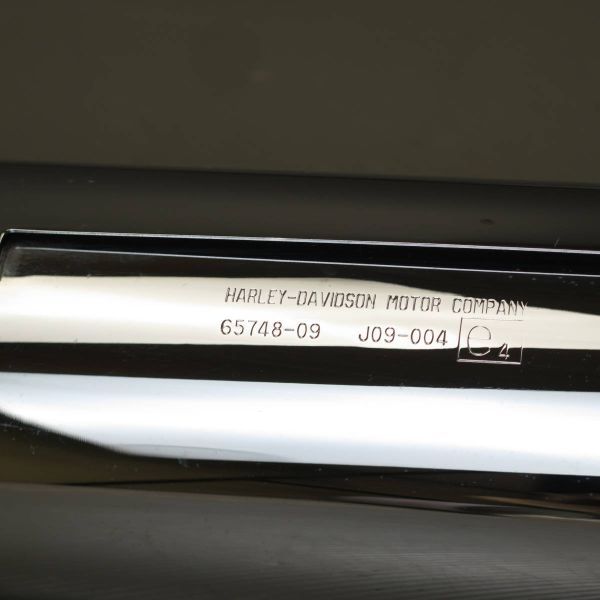 HARLEY-DAVIDSON MOTOR COMPANY
65748-09 J09-004 e4